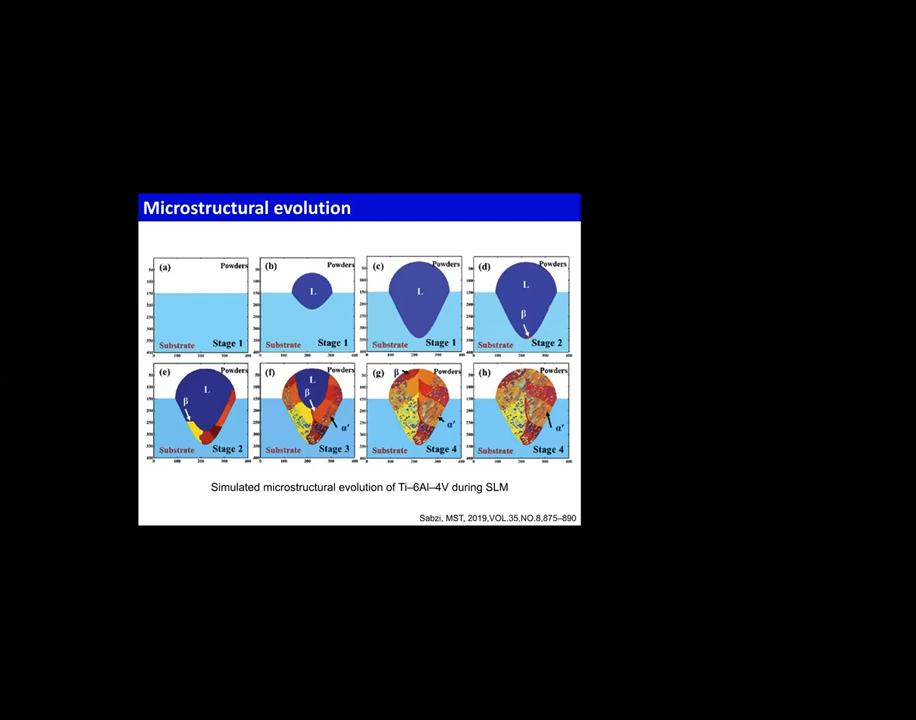 Microstructural evolution
(a) Powders
Substrate Stage 1
(b) Powders
L
Substrate Stage 1
(c) Powders
L
Substrate Stage 1
(d) Powders
L
β
Substrate Stage 2
(e) Powders
L
β
Substrate Stage 2
(f) Powders
L
β
α'
Substrate Stage 3
(g) β Powders
α'
Substrate Stage 4
(h) Powders
α'
Substrate Stage 4
Simulated microstructural evolution of Ti–6Al–4V during SLM
Sabzi, MST, 2019,VOL.35,NO.8,875–890